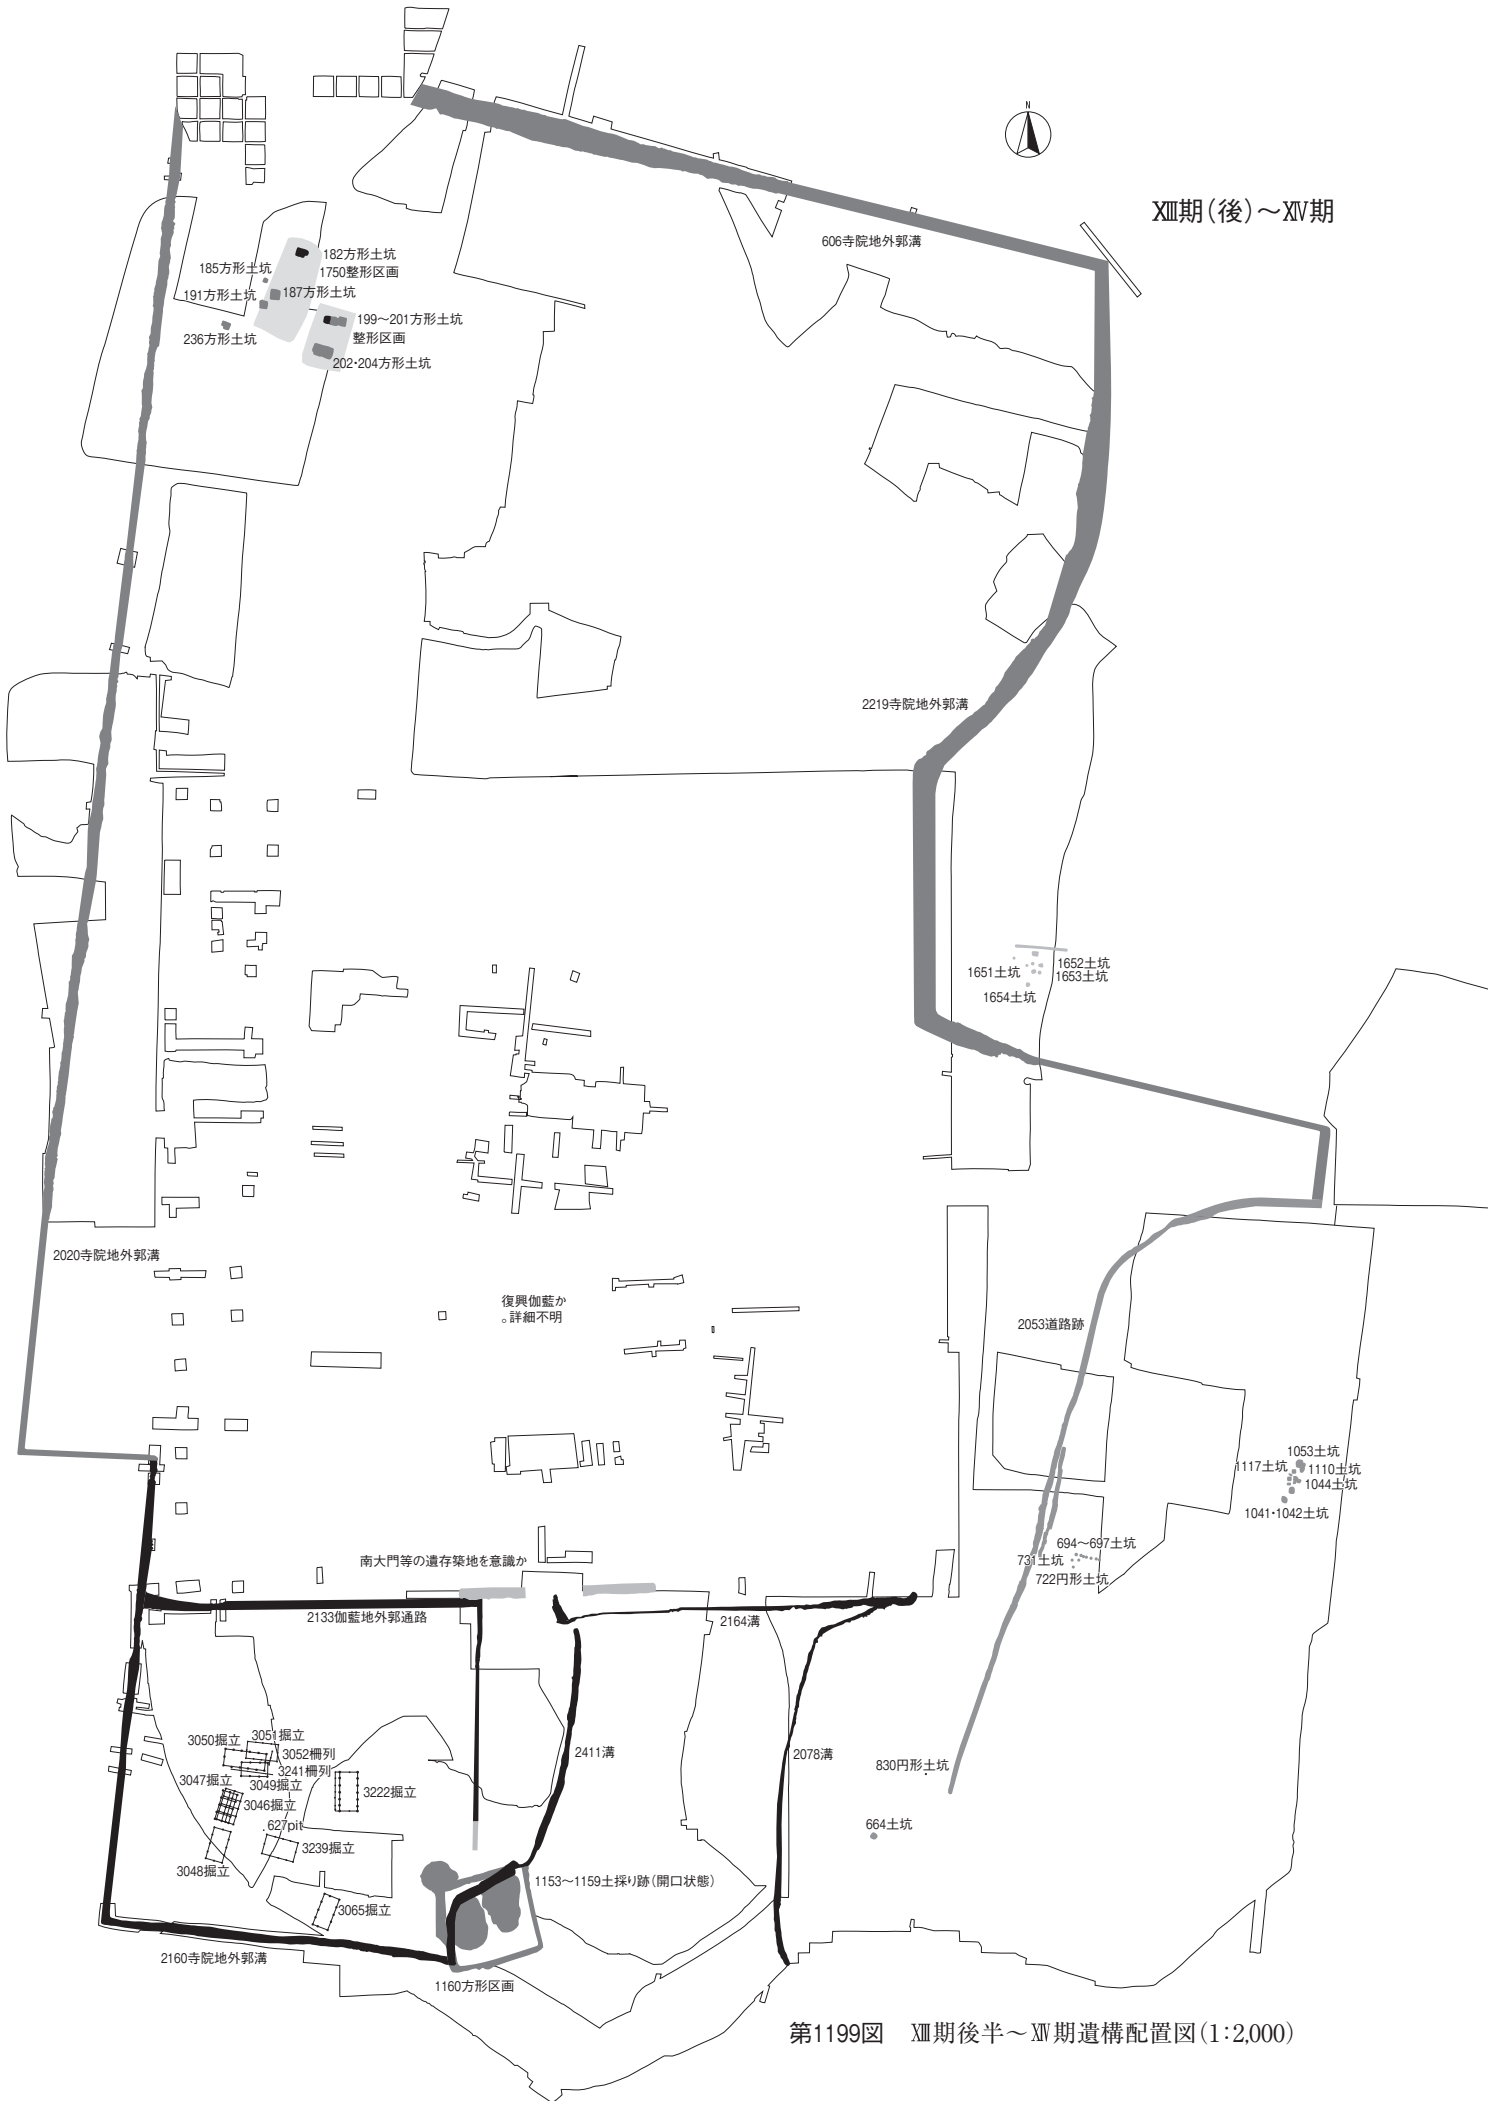 N
XⅢ期(後)～XⅣ期
606寺院地外郭溝
182方形土坑
185方形土坑
1750整形区画
191方形土坑
187方形土坑
199～201方形土坑
236方形土坑
整形区画
202・204方形土坑
2219寺院地外郭溝
1651土坑
1652土坑
1653土坑
1654土坑
2020寺院地外郭溝
復興伽藍か
。詳細不明
2053道路跡
1053土坑
1117土坑
1110土坑
1044土坑
1041・1042土坑
南大門等の遺存築地を意識か
694～697土坑
731土坑
722円形土坑
2133伽藍地外郭通路
2164溝
3050掘立
3051掘立
3052柵列
3241柵列
3047掘立
3049掘立
3046掘立
3222掘立
.627pit
3239掘立
3048掘立
3065掘立
2411溝
2078溝
830円形土坑
664土坑
1153～1159土採り跡(開口状態)
2160寺院地外郭溝
1160方形区画
第1199図　XⅢ期後半～XⅣ期遺構配置図(1:2,000)